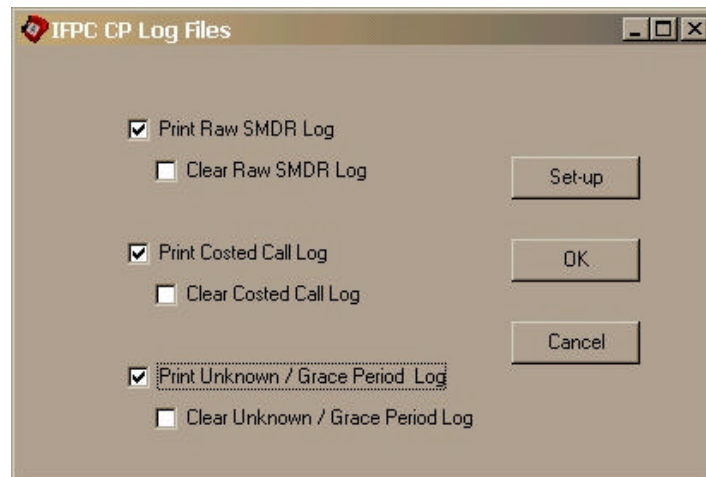 IFPC CP Log Files
Print Raw SMDR Log
Clear Raw SMDR Log
Set-up
Print Costed Call Log
OK
Clear Costed Call Log
Cancel
Print Unknown / Grace Period Log
Clear Unknown / Grace Period Log